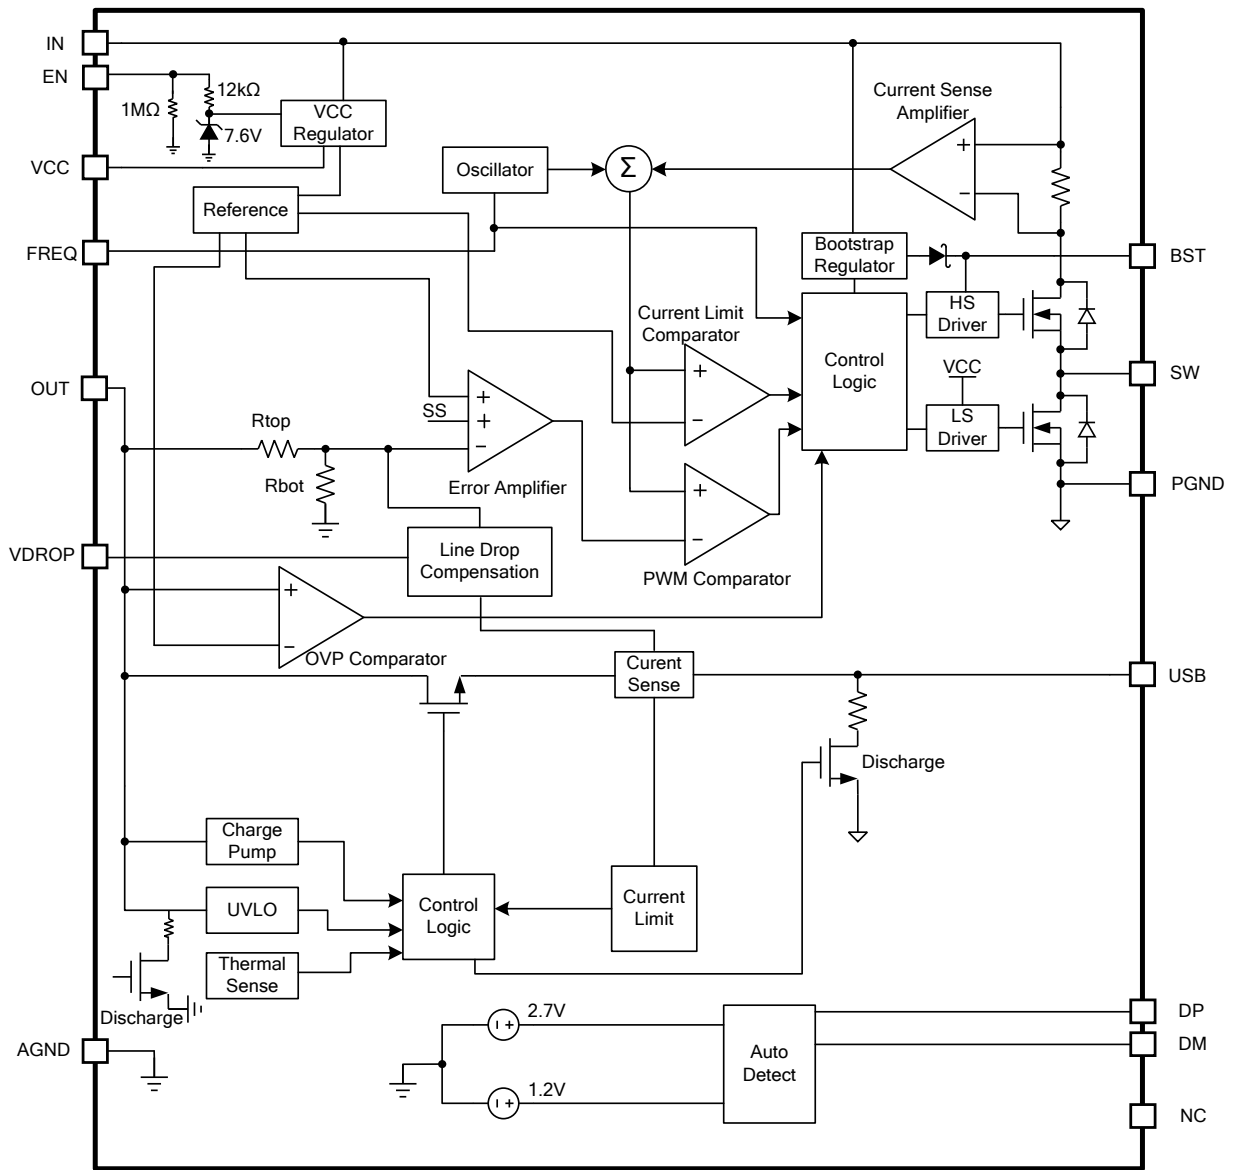 IN
EN
12kΩ
1MΩ
7.6V
VCC
Regulator
VCC
Reference
FREQ
Oscillator
Σ
Current Sense
Amplifier
+
−
Bootstrap
Regulator
BST
HS
Driver
Current Limit
Comparator
+
−
Control
Logic
VCC
LS
Driver
SW
PGND
OUT
Rtop
Rbot
SS
+
+
−
Error Amplifier
+
−
PWM Comparator
VDROP
Line Drop
Compensation
+
−
OVP Comparator
Curent
Sense
USB
Discharge
Charge
Pump
UVLO
Thermal
Sense
Control
Logic
Current
Limit
Discharge
AGND
2.7V
+
1.2V
+
Auto
Detect
DP
DM
NC